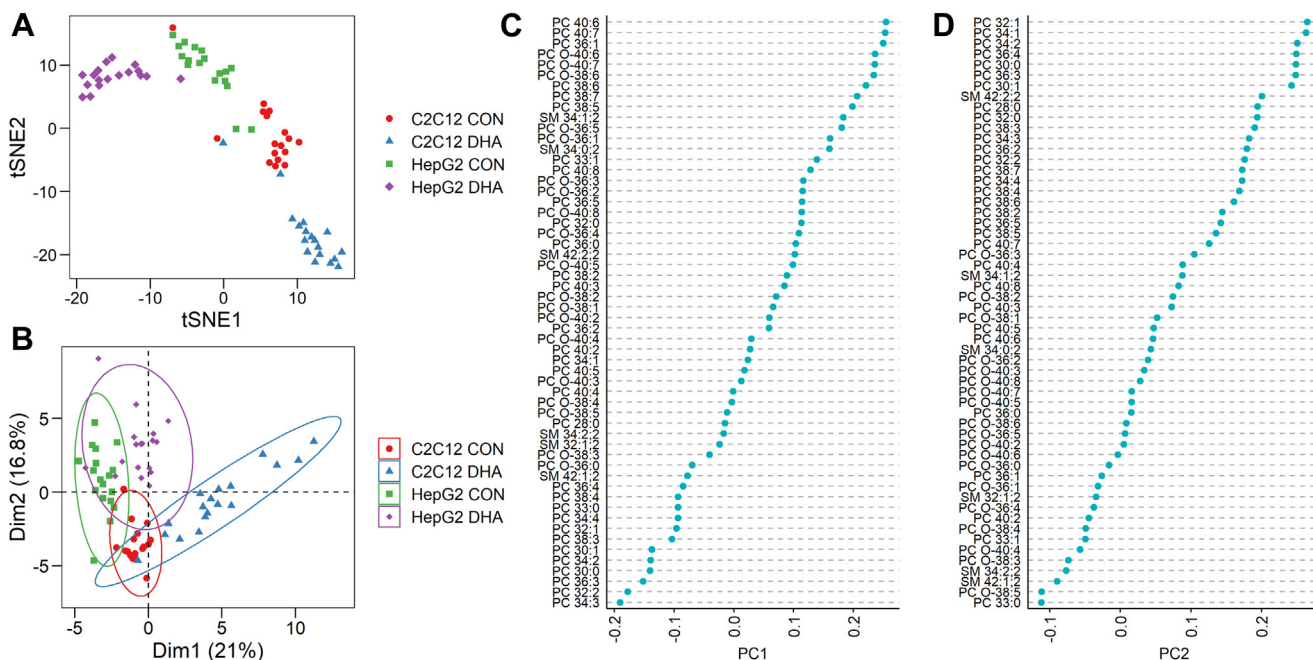 A
tSNE2
10
0
-10
-20
-20
-10
0
10
tSNE1
C2C12 CON
C2C12 DHA
HepG2 CON
HepG2 DHA
B
Dim2 (16.8%)
5
0
-5
-5
0
5
10
Dim1 (21%)
C2C12 CON
C2C12 DHA
HepG2 CON
HepG2 DHA
C
PC 40:6
PC 40:7
PC 36:1
PC O-40:6
PC O-40:7
PC O-38:6
PC 38:6
PC 38:7
PC 38:5
SM 34:1;2
PC O-36:5
PC O-36:1
SM 34:0;2
PC 33:1
PC 40:8
PC O-36:3
PC O-36:2
PC 36:5
PC O-40:8
PC 32:0
PC O-36:4
PC 36:0
SM 42:2;2
PC O-40:5
PC 38:2
PC 40:3
PC O-38:2
PC O-38:1
PC O-40:2
PC 36:2
PC O-40:4
PC 40:2
PC 34:1
PC 40:5
PC O-40:3
PC 40:4
PC O-38:4
PC O-38:5
PC 28:0
SM 34:2;2
SM 32:1;2
PC O-38:3
PC O-36:0
SM 42:1;2
PC 36:4
PC 38:4
PC 33:0
PC 34:4
PC 32:1
PC 38:3
PC 30:1
PC 34:2
PC 30:0
PC 36:3
PC 32:2
PC 34:3
-0.2
-0.1
0.0
0.1
0.2
PC1
D
PC 32:1
PC 34:1
PC 34:2
PC 36:4
PC 30:0
PC 36:3
PC 30:1
SM 42:2;2
PC 28:0
PC 32:0
PC 38:3
PC 34:3
PC 36:2
PC 32:2
PC 36:7
PC 34:4
PC 38:4
PC 38:6
PC 38:2
PC 36:5
PC 38:5
PC 40:7
PC O-36:3
PC 40:4
SM 34:1;2
PC 40:8
PC O-38:2
PC 40:3
PC O-38:1
PC 40:5
PC 40:6
SM 34:0;2
PC O-36:2
PC O-40:3
PC O-40:8
PC O-40:7
PC O-40:5
PC 36:0
PC O-38:6
PC O-36:5
PC O-40:2
PC O-40:6
PC O-36:0
PC 36:1
PC O-36:1
SM 32:1;2
PC O-36:4
PC 40:2
PC O-38:4
PC 33:1
PC O-40:4
PC O-38:3
SM 34:2;2
SM 42:1;2
PC O-38:5
PC 33:0
-0.1
0.0
0.1
0.2
PC2